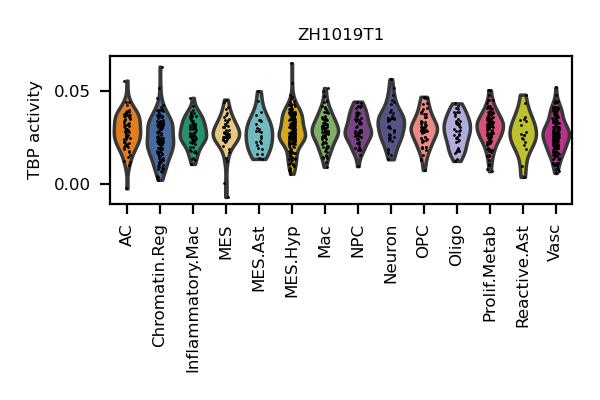 ZH1019T1
TBP activity
0.05
0.00
AC
Chromatin.Reg
Inflammatory.Mac
MES
MES.Ast
MES.Hyp
Mac
NPC
Neuron
OPC
Oligo
Prolif.Metab
Reactive.Ast
Vasc